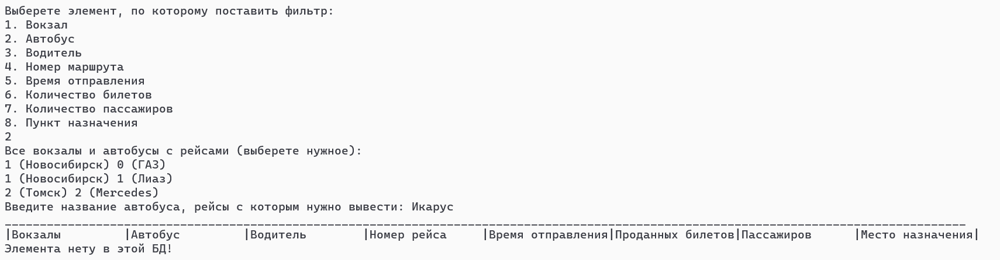 Выберете элемент, по которому поставить фильтр:
1. Вокзал
2. Автобус
3. Водитель
4. Номер маршрута
5. Время отправления
6. Количество билетов
7. Количество пассажиров
8. Пункт назначения
2
Все вокзалы и автобусы с рейсами (выберете нужное):
1 (Новосибирск) 0 (ГАЗ)
1 (Новосибирск) 1 (Лиаз)
2 (Томск) 2 (Mercedes)
Введите название автобуса, рейсы с которым нужно вывести: Икарус
_________________________________________________________________________________________________________________________________________
|Вокзалы         |Автобус         |Водитель        |Номер рейса     |Время отправления|Проданных билетов|Пассажиров      |Место назначения|
Элемента нету в этой БД!